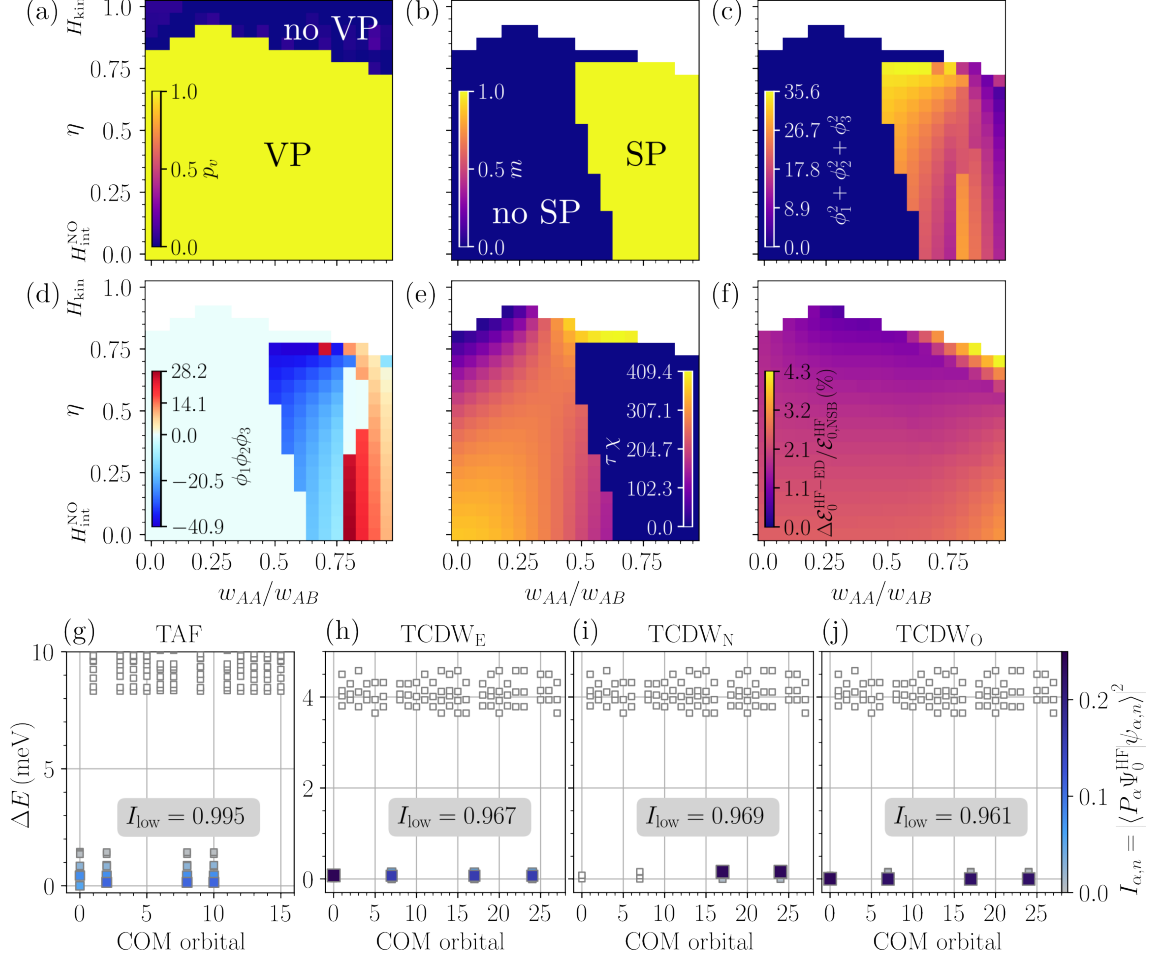 (a)
H_kin
1.0
0.75
η
0.5
0.25
H_int^NO
0.0
no VP
VP
1.0
0.5
0.0
p_v
(b)
1.0
0.5
0.0
m
SP
no SP
(c)
35.6
26.7
17.8
8.9
0.0
ϕ_1^2 + ϕ_2^2 + ϕ_3^2
(d)
H_kin
1.0
0.75
η
0.5
0.25
H_int^NO
0.0
28.2
14.1
0.0
−20.5
−40.9
ϕ_1ϕ_2ϕ_3
0.0 0.25 0.5 0.75
w_AA/w_AB
(e)
409.4
307.1
204.7
102.3
0.0
τχ
0.0 0.25 0.5 0.75
w_AA/w_AB
(f)
4.3
3.2
2.1
1.1
0.0
Δℰ_0^HF−ED/ℰ_0,NSB^HF (%)
0.0 0.25 0.5 0.75
w_AA/w_AB
(g) TAF
10
5
0
ΔE (meV)
I_low = 0.995
0 5 10 15
COM orbital
(h) TCDW_E
4
2
0
I_low = 0.967
0 5 10 15 20 25
COM orbital
(i) TCDW_N
I_low = 0.969
0 5 10 15 20 25
COM orbital
(j) TCDW_O
I_low = 0.961
0 5 10 15 20 25
COM orbital
0.2
0.1
0.0
I_α,n = |⟨P_αΨ_0^HF|ψ_α,n⟩|^2